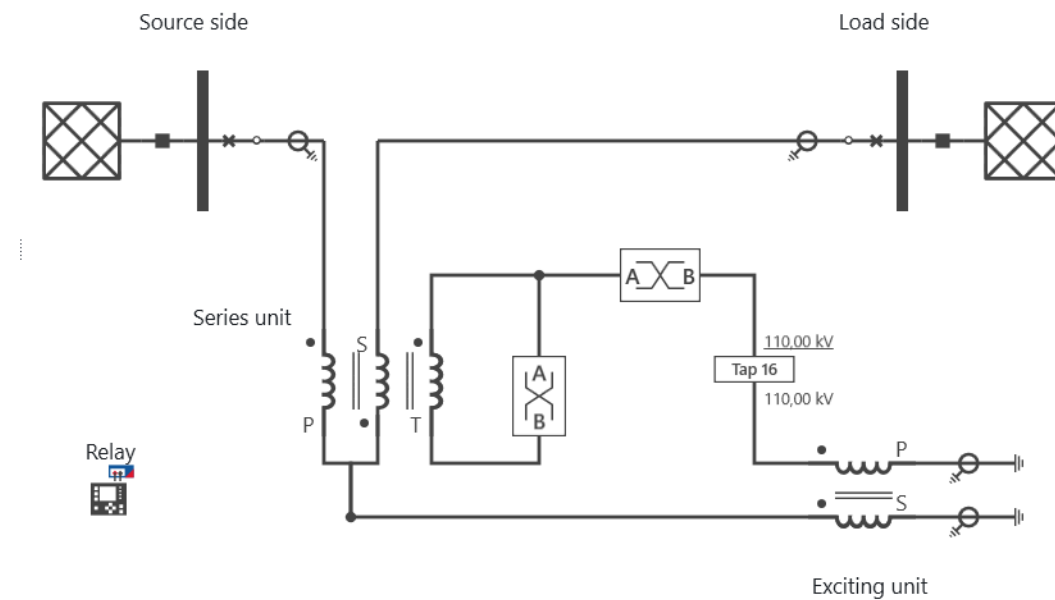 Source side
Load side
A B
Series unit
S
110,00 kV
Tap 16
A
110,00 kV
B
P
T
P
Relay
S
Exciting unit